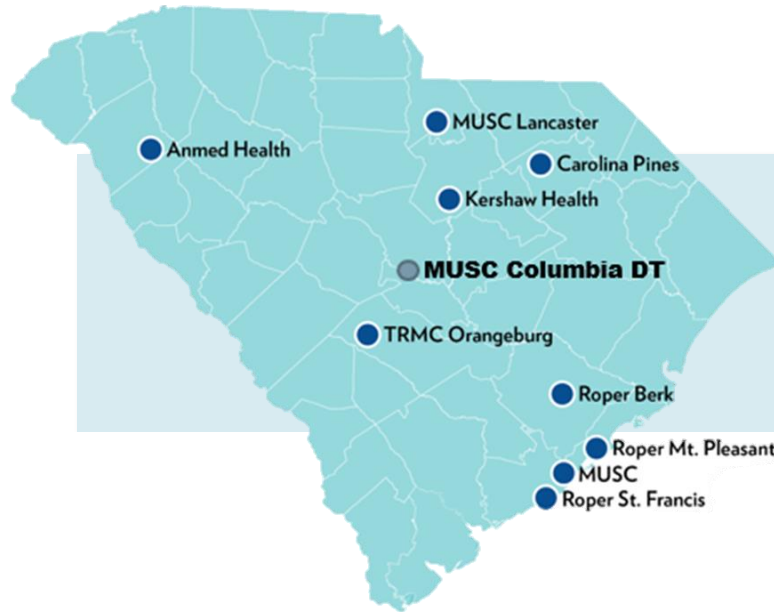 MUSC Lancaster
Anmed Health
Carolina Pines
Kershaw Health
MUSC Columbia DT
TRMC Orangeburg
Roper Berk
Roper Mt. Pleasant
MUSC
Roper St. Francis